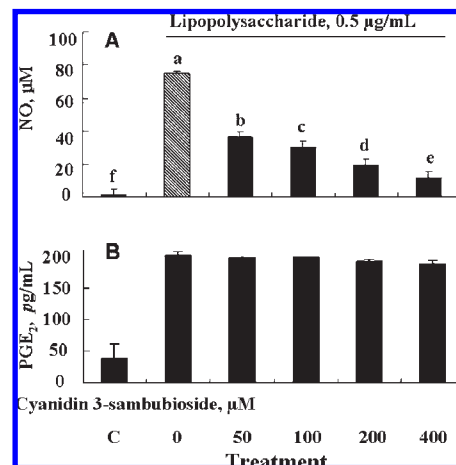 Lipopolysaccharide, 0.5 µg/mL
A
NO, µM
100
80
60
40
20
0
f
a
b
c
d
e
B
PGE2, pg/mL
200
150
100
50
0
Cyanidin 3-sambubioside, µM
C 0 50 100 200 400
Treatment